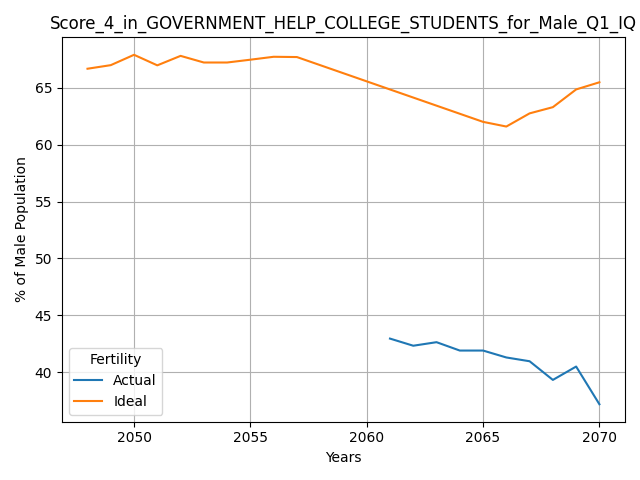 Score_4_in_GOVERNMENT_HELP_COLLEGE_STUDENTS_for_Male_Q1_IQ
% of Male Population
65
60
55
50
45
40
Fertility
Actual
Ideal
2050
2055
2060
2065
2070
Years